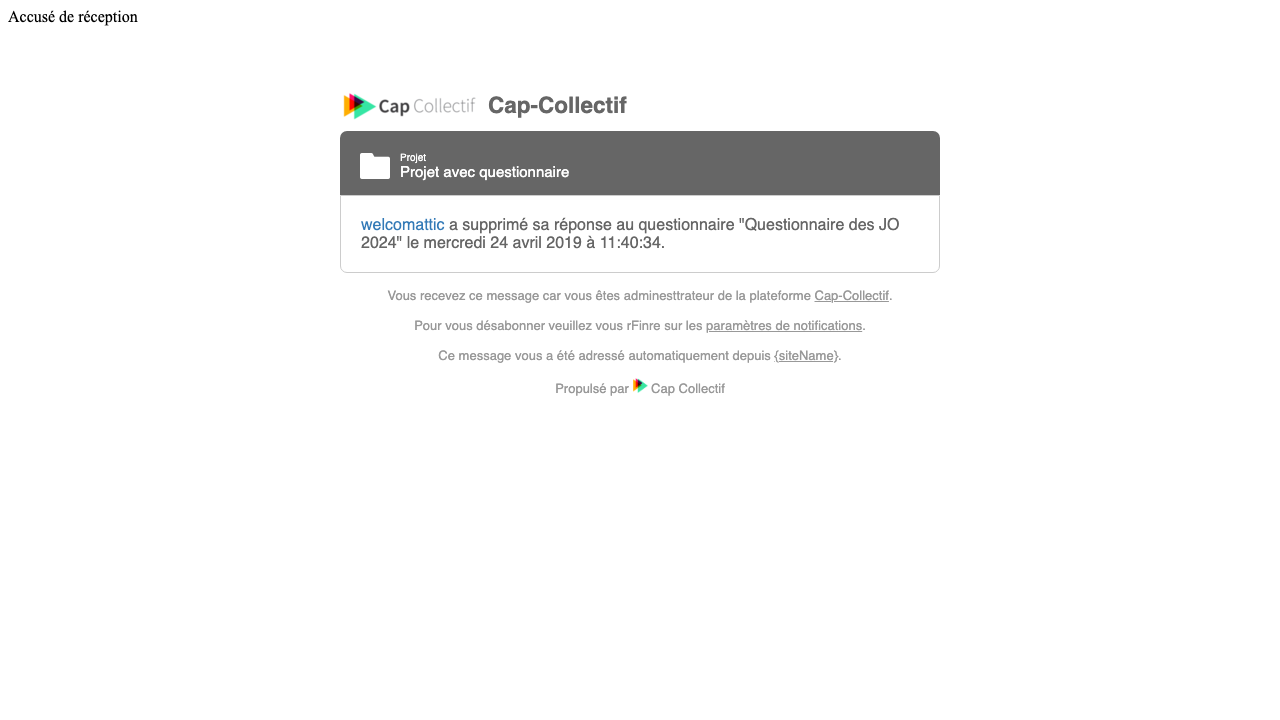 Accusé de réception
Cap Collectif Cap-Collectif
Projet
Projet avec questionnaire
welcomattic a supprimé sa réponse au questionnaire "Questionnaire des JO
2024" le mercredi 24 avril 2019 à 11:40:34.
Vous recevez ce message car vous êtes adminesttrateur de la plateforme Cap-Collectif.
Pour vous désabonner veuillez vous rFinre sur les paramètres de notifications.
Ce message vous a été adressé automatiquement depuis {siteName}.
Propulsé par Cap Collectif